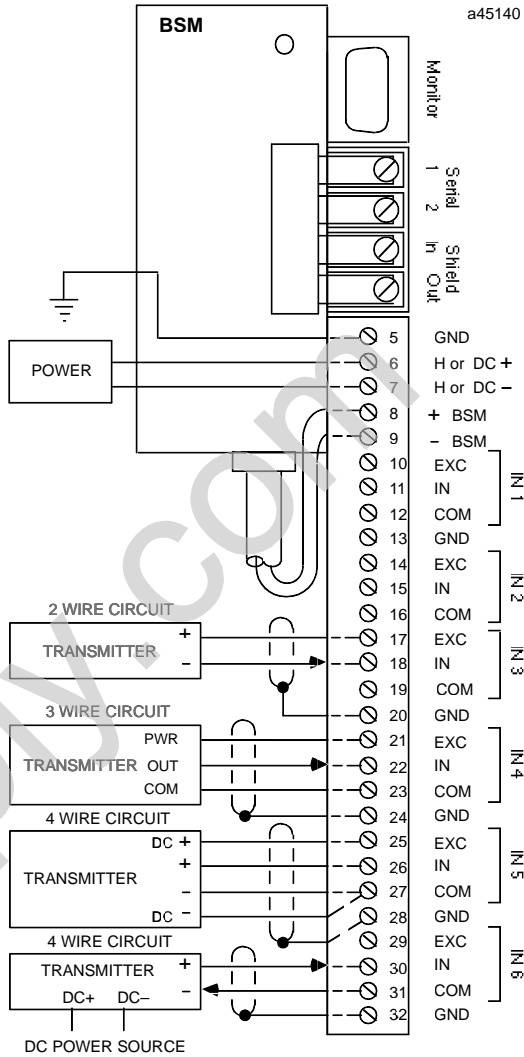 a45140
BSM
Monitor
Serial
1 2
Shield
In Out
5 GND
POWER
6 H or DC +
7 H or DC −
8 + BSM
9 − BSM
10 EXC
11 IN
12 COM
IN 1
13 GND
14 EXC
15 IN
16 COM
IN 2
2 WIRE CIRCUIT
TRANSMITTER
+
−
17 EXC
18 IN
19 COM
IN 3
20 GND
3 WIRE CIRCUIT
TRANSMITTER
PWR
OUT
COM
21 EXC
22 IN
23 COM
IN 4
24 GND
4 WIRE CIRCUIT
TRANSMITTER
DC +
+
−
DC −
25 EXC
26 IN
27 COM
IN 5
28 GND
4 WIRE CIRCUIT
TRANSMITTER
+
−
DC+ DC−
29 EXC
30 IN
31 COM
IN 6
32 GND
DC POWER SOURCE
ply.com